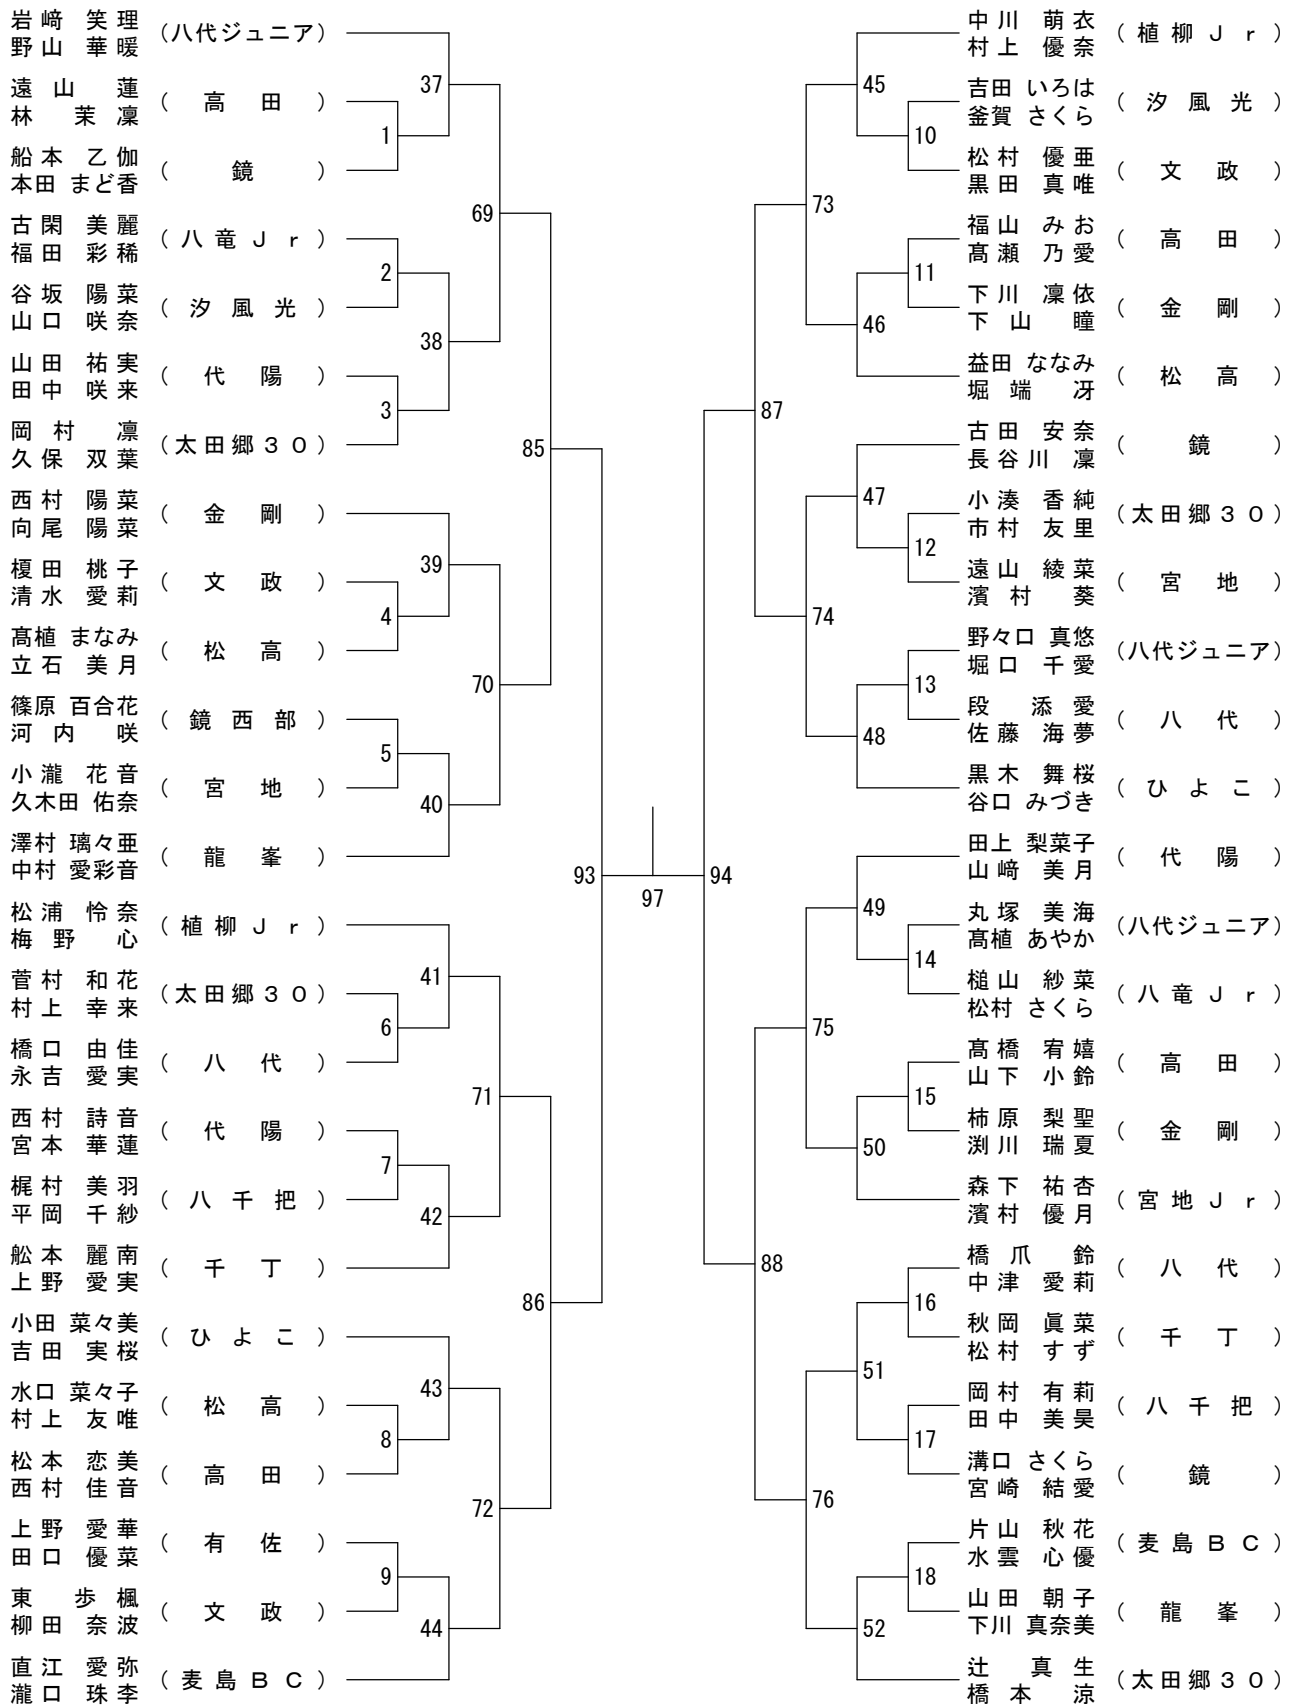 岩﨑 笑理
野山 華暖
（八代ジュニア）
遠山 蓮
林 茉凜
（高田）
船本 乙伽
本田 まど香
（鏡）
古閑 美麗
福田 彩稀
（八竜Ｊｒ）
谷坂 陽菜
山口 咲奈
（汐風光）
山田 祐実
田中 咲来
（代陽）
岡村 凛
久保 双葉
（太田郷３０）
西村 陽菜
向尾 陽菜
（金剛）
榎田 桃子
清水 愛莉
（文政）
髙植 まなみ
立石 美月
（松高）
篠原 百合花
河内 咲
（鏡西部）
小瀧 花音
久木田 佑奈
（宮地）
澤村 璃々亜
中村 愛彩音
（龍峯）
松浦 怜奈
梅野 心
（植柳Ｊｒ）
菅村 和花
村上 幸来
（太田郷３０）
橋口 由佳
永吉 愛実
（八代）
西村 詩音
宮本 華蓮
（代陽）
梶村 美羽
平岡 千紗
（八千把）
舩本 麗南
上野 愛実
（千丁）
小田 菜々美
吉田 実桜
（ひよこ）
水口 菜々子
村上 友唯
（松高）
松本 恋美
西村 佳音
（高田）
上野 愛華
田口 優菜
（有佐）
東 歩楓
柳田 奈波
（文政）
直江 愛弥
瀧口 珠李
（麦島ＢＣ）
1
2
3
4
5
6
7
8
9
37
38
39
40
41
42
43
44
69
70
71
72
85
86
93
97
94
87
88
73
74
75
76
45
46
47
48
49
50
51
52
10
11
12
13
14
15
16
17
18
中川 萌衣
村上 優奈
（植柳Ｊｒ）
吉田 いろは
釜賀 さくら
（汐風光）
松村 優亜
黒田 真唯
（文政）
福山 みお
髙瀬 乃愛
（高田）
下川 凜依
下山 瞳
（金剛）
益田 ななみ
堀端 冴
（松高）
古田 安奈
長谷川 凜
（鏡）
小湊 香純
市村 友里
（太田郷３０）
遠山 綾菜
濱村 葵
（宮地）
野々口 真悠
堀口 千愛
（八代ジュニア）
段 添愛
佐藤 海夢
（八代）
黒木 舞桜
谷口 みづき
（ひよこ）
田上 梨菜子
山﨑 美月
（代陽）
丸塚 美海
髙植 あやか
（八代ジュニア）
槌山 紗菜
松村 さくら
（八竜Ｊｒ）
髙橋 宥嬉
山下 小鈴
（高田）
柿原 梨聖
渕川 瑞夏
（金剛）
森下 祐杏
濱村 優月
（宮地Ｊｒ）
橋爪 鈴
中津 愛莉
（八代）
秋岡 眞菜
松村 すず
（千丁）
岡村 有莉
田中 美昊
（八千把）
溝口 さくら
宮崎 結愛
（鏡）
片山 秋花
水雲 心優
（麦島ＢＣ）
山田 朝子
下川 真奈美
（龍峯）
辻 真生
橋本 涼
（太田郷３０）